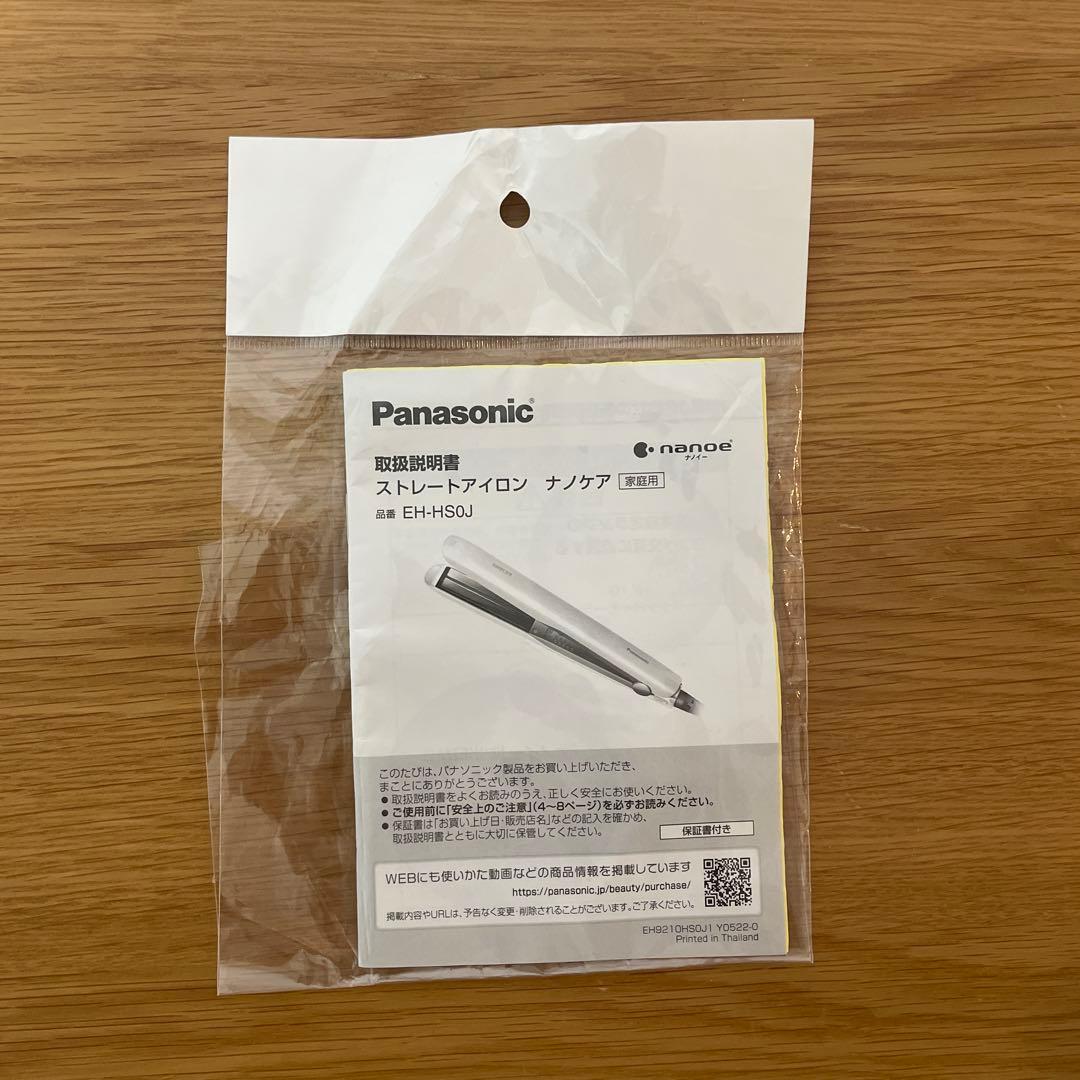 Panasonic®
nanoe®
ナノイー
取扱説明書
ストレートアイロン ナノケア 家庭用
品番 EH-HS0J
Panasonic
このたびは、パナソニック製品をお買い上げいただき、
まことにありがとうございます。
● 取扱説明書をよくお読みのうえ、正しく安全にお使いください。
● ご使用前に「安全上のご注意」(4~8ページ)を必ずお読みください。
● 保証書は「お買い上げ日・販売店名」などの記入を確かめ、
取扱説明書とともに大切に保管してください。
保証書付き
WEBにも使いかた動画などの商品情報を掲載しています
https://panasonic.jp/beauty/purchase/
掲載内容やURLは、予告なく変更・削除されることがございます。ご了承ください。
EH9210HS0J1 Y0522-0
Printed in Thailand